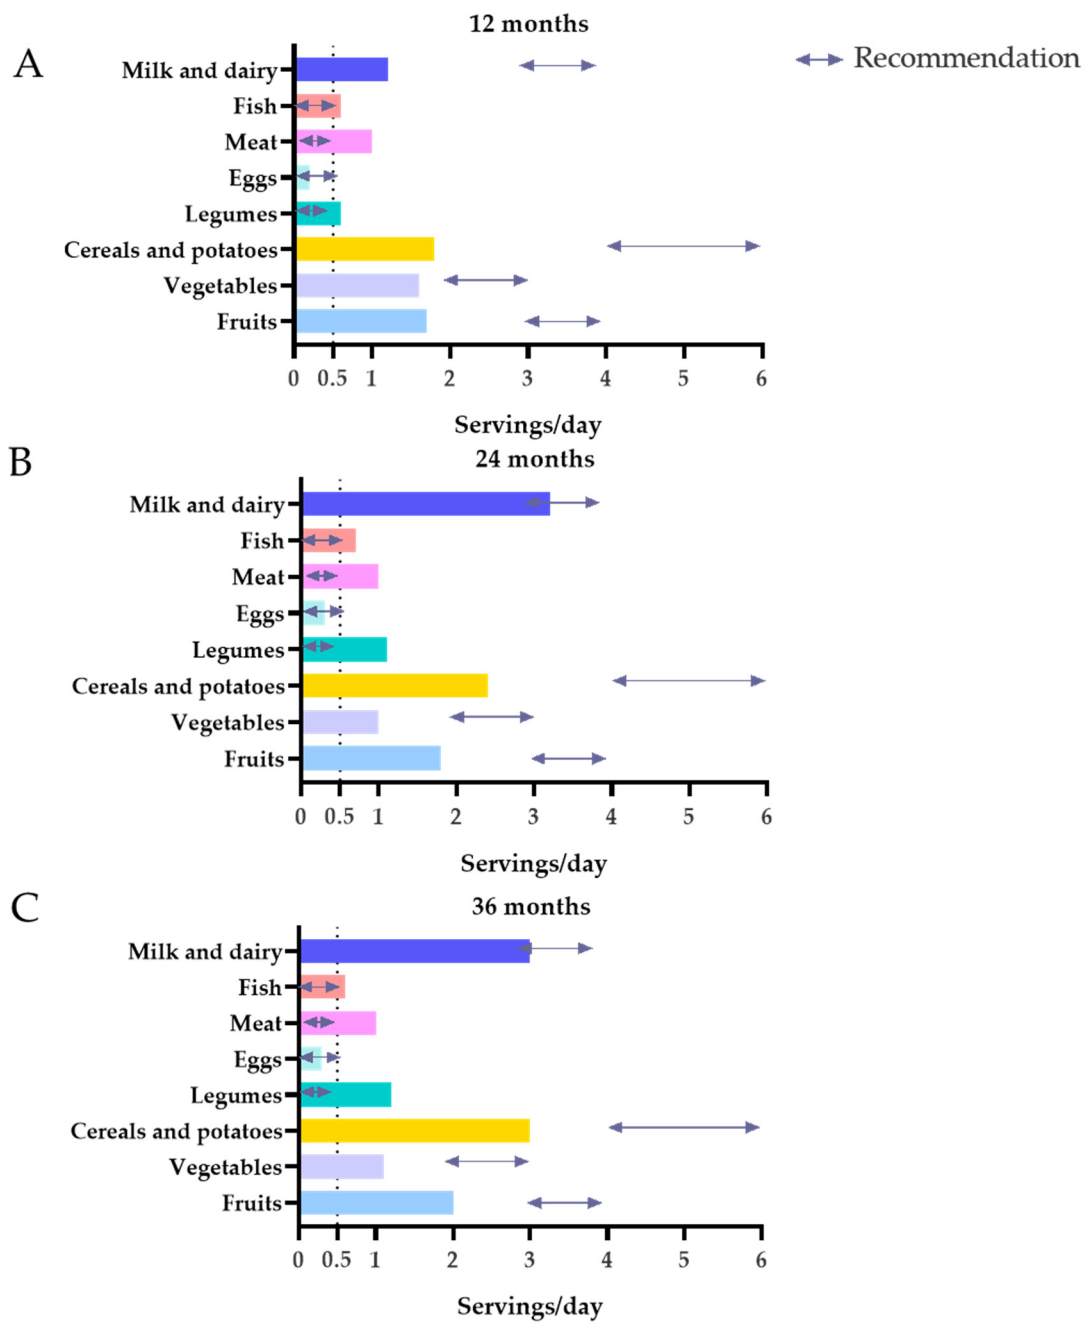 12 months
A
Recommendation
Milk and dairy
Fish
Meat
Eggs
Legumes
Cereals and potatoes
Vegetables
Fruits
0 0.5 1 2 3 4 5 6
Servings/day
B
24 months
Milk and dairy
Fish
Meat
Eggs
Legumes
Cereals and potatoes
Vegetables
Fruits
0 0.5 1 2 3 4 5 6
Servings/day
C
36 months
Milk and dairy
Fish
Meat
Eggs
Legumes
Cereals and potatoes
Vegetables
Fruits
0 0.5 1 2 3 4 5 6
Servings/day